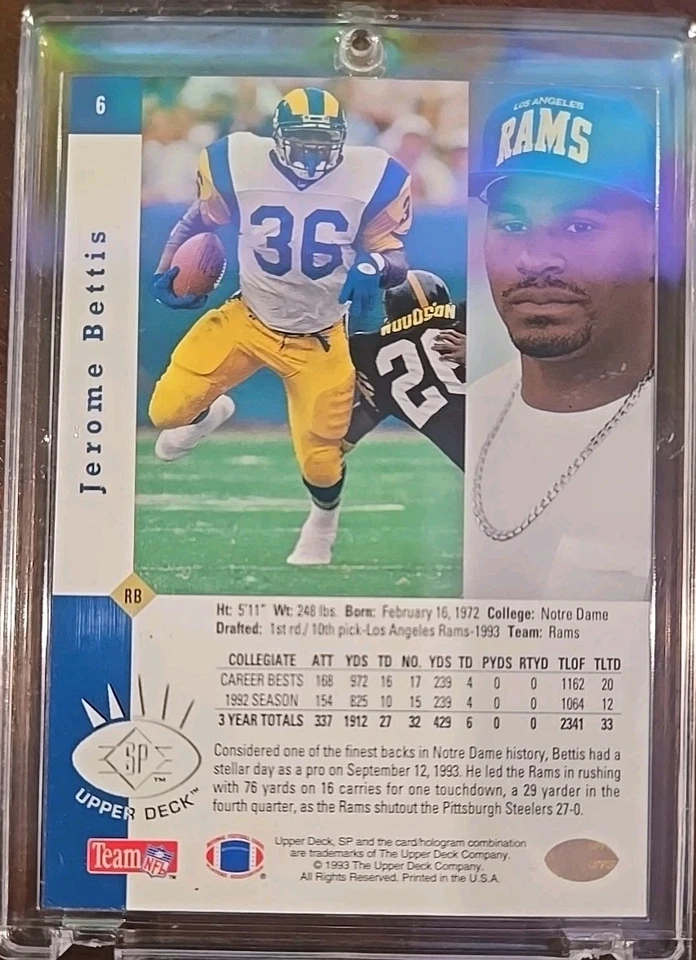 6
LOS ANGELES
RAMS
36
36
WOODSON
26
Jerome Bettis
RB
Ht: 5'11" Wt: 248 lbs. Born: February 16, 1972 College: Notre Dame
Drafted: 1st rd./ 10th pick-Los Angeles Rams-1993 Team: Rams
COLLEGIATE ATT YDS TD NO. YDS TD PYDS RTYD TLOF TLTD
CAREER BESTS 168 972 16 17 239 4 0 0 1162 20
1992 SEASON 154 825 10 15 239 4 0 0 1064 12
3 YEAR TOTALS 337 1912 27 32 429 6 0 0 2341 33
Considered one of the finest backs in Notre Dame history, Bettis had a
stellar day as a pro on September 12, 1993. He led the Rams in rushing
with 76 yards on 16 carries for one touchdown, a 29 yarder in the
fourth quarter, as the Rams shutout the Pittsburgh Steelers 27-0.
SP™
UPPER DECK™
Team NFL™
Upper Deck, SP and the card/hologram combination
are trademarks of The Upper Deck Company.
© 1993 The Upper Deck Company.
All Rights Reserved. Printed in the U.S.A.